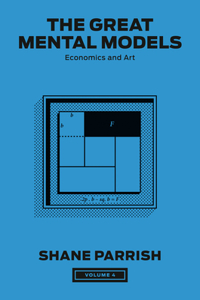 THE GREAT
MENTAL MODELS
Economics and Art
b
b
F
SHANE PARRISH
VOLUME 4